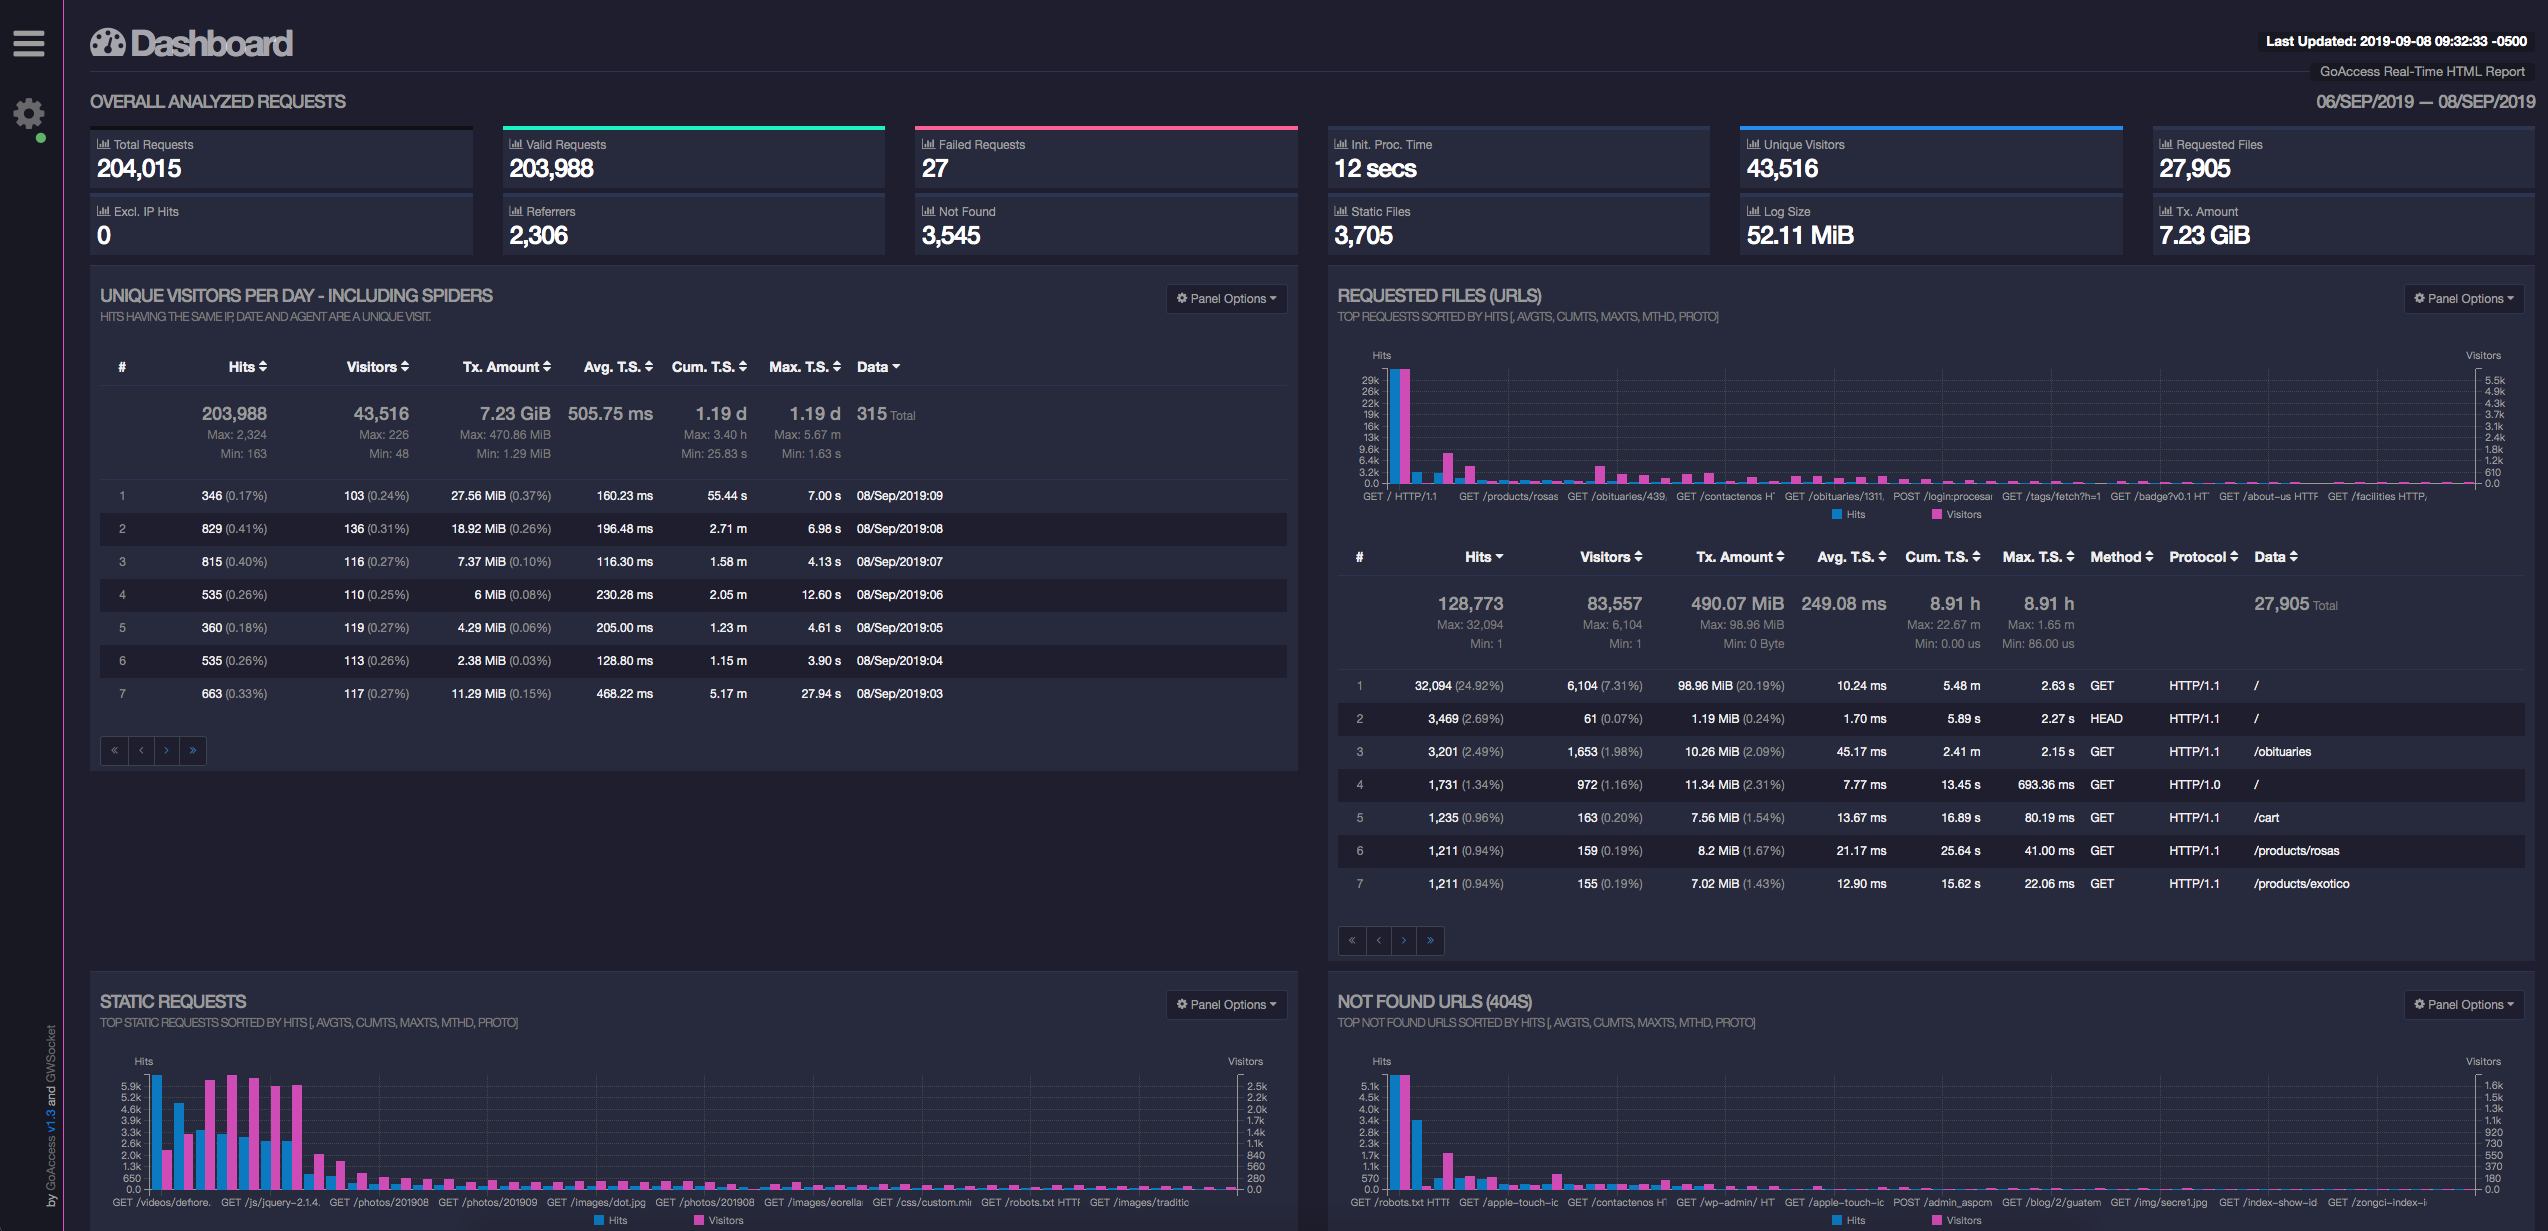 Dashboard
Last Updated: 2019-09-08 09:32:33 -0500
GoAccess Real-Time HTML Report
OVERALL ANALYZED REQUESTS
06/SEP/2019 — 08/SEP/2019
Total Requests
204,015
Valid Requests
203,988
Failed Requests
27
Init. Proc. Time
12 secs
Unique Visitors
43,516
Requested Files
27,905
Excl. IP Hits
0
Referrers
2,306
Not Found
3,545
Static Files
3,705
Log Size
52.11 MiB
Tx. Amount
7.23 GiB
UNIQUE VISITORS PER DAY - INCLUDING SPIDERS
Panel Options
HITS HAVING THE SAME IP, DATE AND AGENT ARE A UNIQUE VISIT.
# Hits Visitors Tx. Amount Avg. T.S. Cum. T.S. Max. T.S. Data
203,988 43,516 7.23 GiB 505.75 ms 1.19 d 1.19 d 315 Total
Max: 2,324 Max: 226 Max: 470.86 MiB Max: 3.40 h Max: 5.67 m
Min: 163 Min: 48 Min: 1.29 MiB Min: 25.83 s Min: 1.63 s
1 346 (0.17%) 103 (0.24%) 27.56 MiB (0.37%) 160.23 ms 55.44 s 7.00 s 08/Sep/2019:09
2 829 (0.41%) 136 (0.31%) 18.92 MiB (0.26%) 196.48 ms 2.71 m 6.98 s 08/Sep/2019:08
3 815 (0.40%) 116 (0.27%) 7.37 MiB (0.10%) 116.30 ms 1.58 m 4.13 s 08/Sep/2019:07
4 535 (0.26%) 110 (0.25%) 6 MiB (0.08%) 230.28 ms 2.05 m 12.60 s 08/Sep/2019:06
5 360 (0.18%) 119 (0.27%) 4.29 MiB (0.06%) 205.00 ms 1.23 m 4.61 s 08/Sep/2019:05
6 535 (0.26%) 113 (0.26%) 2.38 MiB (0.03%) 128.80 ms 1.15 m 3.90 s 08/Sep/2019:04
7 663 (0.33%) 117 (0.27%) 11.29 MiB (0.15%) 468.22 ms 5.17 m 27.94 s 08/Sep/2019:03
« ‹ › »
REQUESTED FILES (URLS)
Panel Options
TOP REQUESTS SORTED BY HITS [, AVGTS, CUMTS, MAXTS, MTHD, PROTO]
Hits Visitors
29k 5.5k
26k 4.9k
22k 4.3k
19k 3.7k
16k 3.1k
13k 2.4k
9.6k 1.8k
6.4k 1.2k
3.2k 610
0.0 0.0
GET / HTTP/1.1 GET /products/rosas GET /obituaries/439, GET /contactenos HT GET /obituaries/1311, POST /login:procesar GET /tags/fetch?h=1 GET /badge?v0.1 HT GET /about-us HTTP GET /facilities HTTP/
Hits Visitors
# Hits Visitors Tx. Amount Avg. T.S. Cum. T.S. Max. T.S. Method Protocol Data
128,773 83,557 490.07 MiB 249.08 ms 8.91 h 8.91 h 27,905 Total
Max: 32,094 Max: 6,104 Max: 98.96 MiB Max: 22.67 m Max: 1.65 m
Min: 1 Min: 1 Min: 0 Byte Min: 0.00 us Min: 86.00 us
1 32,094 (24.92%) 6,104 (7.31%) 98.96 MiB (20.19%) 10.24 ms 5.48 m 2.63 s GET HTTP/1.1 /
2 3,469 (2.69%) 61 (0.07%) 1.19 MiB (0.24%) 1.70 ms 5.89 s 2.27 s HEAD HTTP/1.1 /
3 3,201 (2.49%) 1,653 (1.98%) 10.26 MiB (2.09%) 45.17 ms 2.41 m 2.15 s GET HTTP/1.1 /obituaries
4 1,731 (1.34%) 972 (1.16%) 11.34 MiB (2.31%) 7.77 ms 13.45 s 693.36 ms GET HTTP/1.0 /
5 1,235 (0.96%) 163 (0.20%) 7.56 MiB (1.54%) 13.67 ms 16.89 s 80.19 ms GET HTTP/1.1 /cart
6 1,211 (0.94%) 159 (0.19%) 8.2 MiB (1.67%) 21.17 ms 25.64 s 41.00 ms GET HTTP/1.1 /products/rosas
7 1,211 (0.94%) 155 (0.19%) 7.02 MiB (1.43%) 12.90 ms 15.62 s 22.06 ms GET HTTP/1.1 /products/exotico
« ‹ › »
STATIC REQUESTS
Panel Options
TOP STATIC REQUESTS SORTED BY HITS [, AVGTS, CUMTS, MAXTS, MTHD, PROTO]
Hits Visitors
5.9k 2.5k
5.2k 2.2k
4.6k 2.0k
3.9k 1.7k
3.3k 1.4k
2.6k 1.1k
2.0k 840
1.3k 560
650 280
0.0 0.0
GET /videos/defiore. GET /js/jquery-2.1.4. GET /photos/201908 GET /photos/201909 GET /images/dot.jpg GET /photos/201908 GET /images/eorella GET /css/custom.mi GET /robots.txt HTTF GET /images/traditio
Hits Visitors
NOT FOUND URLS (404S)
Panel Options
TOP NOT FOUND URLS SORTED BY HITS [, AVGTS, CUMTS, MAXTS, MTHD, PROTO]
Hits Visitors
5.1k 1.6k
4.5k 1.5k
4.0k 1.3k
3.4k 1.1k
2.8k 920
2.3k 730
1.7k 550
1.1k 370
570 180
0.0 0.0
GET /robots.txt HTTF GET /apple-touch-ic GET /contactenos HT GET /wp-admin/ HT GET /apple-touch-ic POST /admin_aspcm GET /blog/2/guatem GET /img/secre1.jpg GET /index-show-id GET /zongci-index-i
Hits Visitors
by GoAccess v1.3 and GWSocket